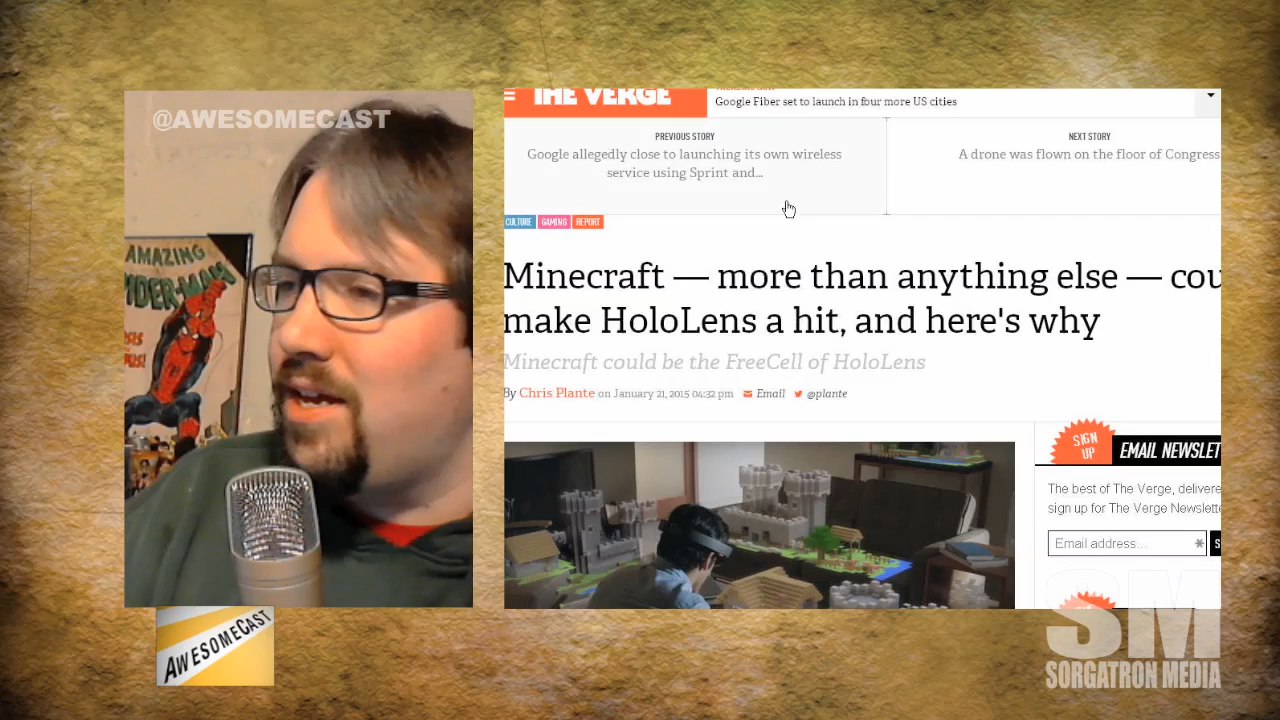 @AWESOMECAST
AMAZING
THE VERGE
Google Fiber set to launch in four more US cities
PREVIOUS STORY
Google allegedly close to launching its own wireless
service using Sprint and...
NEXT STORY
A drone was flown on the floor of Congress
CULTURE GAMING REPORT
Minecraft — more than anything else — cou
make HoloLens a hit, and here's why
Minecraft could be the FreeCell of HoloLens
By Chris Plante on January 21, 2015 04:32 pm Email @plante
SIGN
UP
EMAIL NEWSLET
The best of The Verge, delivere
sign up for The Verge Newslette
Email address... *
S
AWESOMECAST
SM
SORGATRON MEDIA